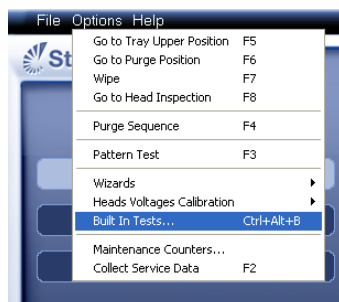 File Options Help
St
Go to Tray Upper Position F5
Go to Purge Position F6
Wipe F7
Go to Head Inspection F8
Purge Sequence F4
Pattern Test F3
Wizards
Heads Voltages Calibration
Built In Tests... Ctrl+Alt+B
Maintenance Counters...
Collect Service Data F2